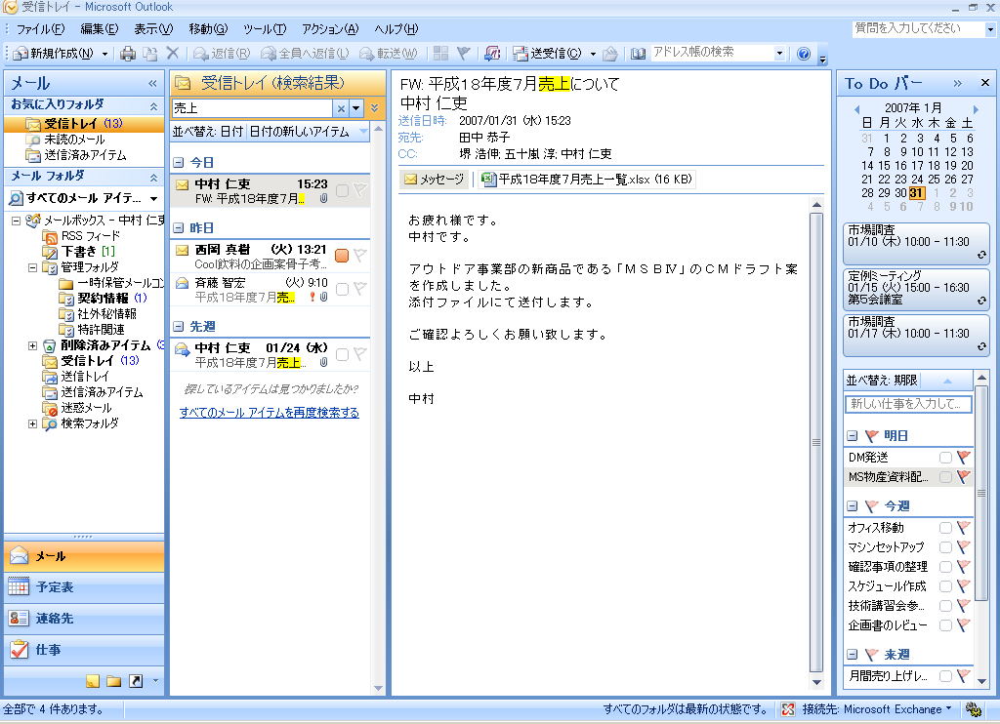 受信トレイ - Microsoft Outlook
ファイル(F) 編集(E) 表示(V) 移動(G) ツール(T) アクション(A) ヘルプ(H) 質問を入力してください
新規作成(N) 返信(R) 全員へ返信(L) 転送(W) 送受信(C) アドレス帳の検索
メール
お気に入りフォルダ
受信トレイ (13)
未読のメール
送信済みアイテム
メール フォルダ
すべてのメール アイテ...
メールボックス - 中村 仁吏
RSS フィード
下書き [1]
管理フォルダ
一時保管メールコン
契約情報 (1)
社外秘情報
特許関連
削除済みアイテム
受信トレイ (13)
送信トレイ
送信済みアイテム
迷惑メール
検索フォルダ
メール
予定表
連絡先
仕事
受信トレイ (検索結果)
売上
並べ替え: 日付 日付の新しいアイテム
今日
中村 仁吏 15:23
FW: 平成18年度7月...
昨日
西岡 真樹 (火) 13:21
Cool飲料の企画案骨子考...
斉藤 智宏 (火) 9:10
平成18年度7月売...
先週
中村 仁吏 01/24 (水)
平成18年度7月売上...
探しているアイテムは見つかりましたか?
すべてのメール アイテムを再度検索する
FW: 平成18年度7月売上について
中村 仁吏
送信日時: 2007/01/31 (水) 15:23
宛先: 田中 恭子
CC: 堺 浩伸; 五十嵐 淳; 中村 仁吏
メッセージ 平成18年度7月売上一覧.xlsx (16 KB)
お疲れ様です。
中村です。
アウトドア事業部の新商品である「MSBⅣ」のCMドラフト案
を作成しました。
添付ファイルにて送付します。
ご確認よろしくお願い致します。
以上
中村
To Do バー
2007年 1月
日 月 火 水 木 金 土
31 1 2 3 4 5 6
7 8 9 10 11 12 13
14 15 16 17 18 19 20
21 22 23 24 25 26 27
28 29 30 31 1 2 3
4 5 6 7 8 9 10
市場調査
01/10 (木) 10:00 - 11:30
定例ミーティング
01/15 (火) 15:00 - 16:30
第5会議室
市場調査
01/17 (木) 10:00 - 11:30
並べ替え: 期限
新しい仕事を入力して...
明日
DM発送
MS物産資料配...
今週
オフィス移動
マシンセットアップ
確認事項の整理
スケジュール作成
技術講習会参...
企画書のレビュー
来週
月間売り上げレ...
全部で 4 件あります。 すべてのフォルダは最新の状態です。 接続先: Microsoft Exchange